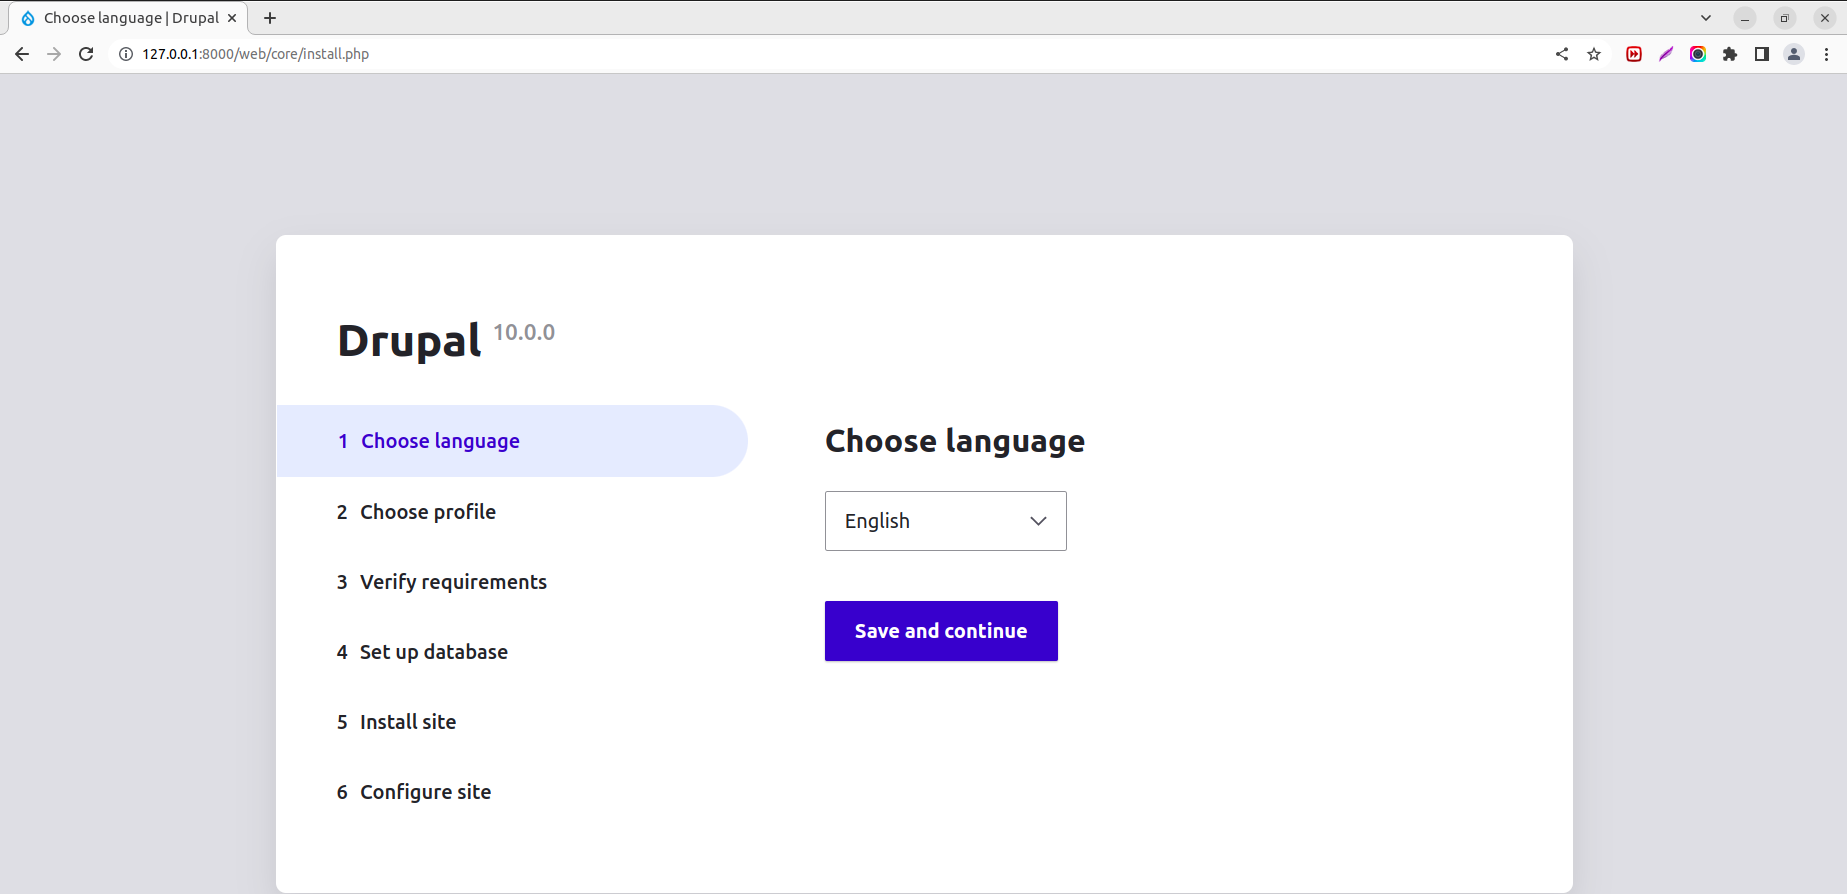 Choose language | Drupal
127.0.0.1:8000/web/core/install.php
Drupal 10.0.0
1 Choose language
2 Choose profile
3 Verify requirements
4 Set up database
5 Install site
6 Configure site
Choose language
English
Save and continue